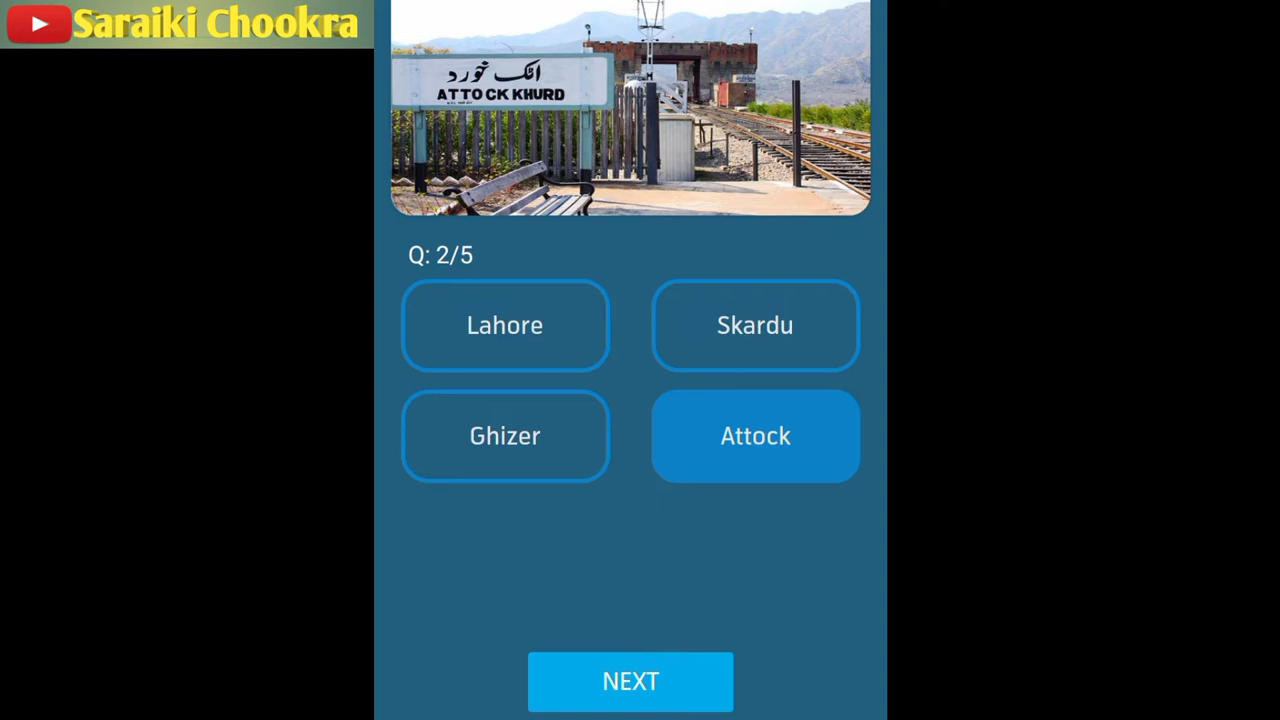 Saraiki Chookra
اٹک خورد
ATTOCK KHURD
Q: 2/5
Lahore
Skardu
Ghizer
Attock
NEXT